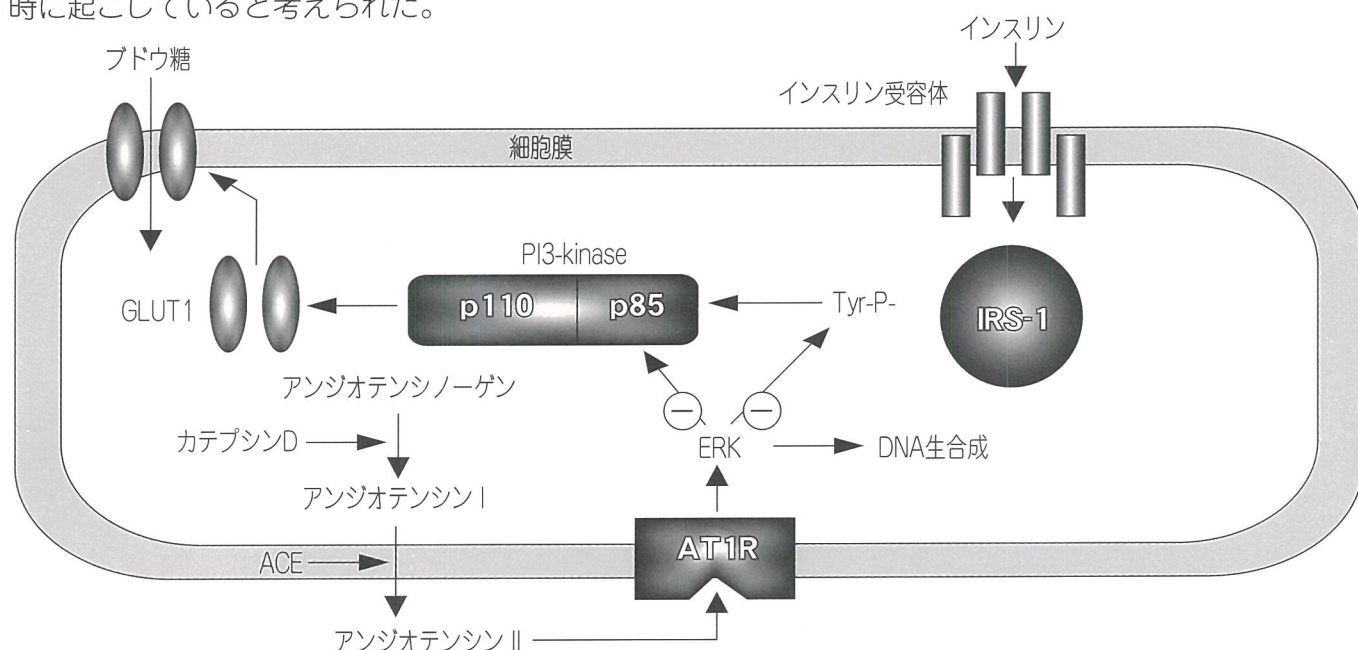 時に起こしていると考えられた。
インスリン
ブドウ糖
インスリン受容体
細胞膜
PI3-kinase
GLUT1
p110
p85
Tyr-P-
IRS-1
アンジオテンシノーゲン
カテプシンD
ERK
DNA生合成
アンジオテンシンⅠ
AT1R
ACE
アンジオテンシンⅡ